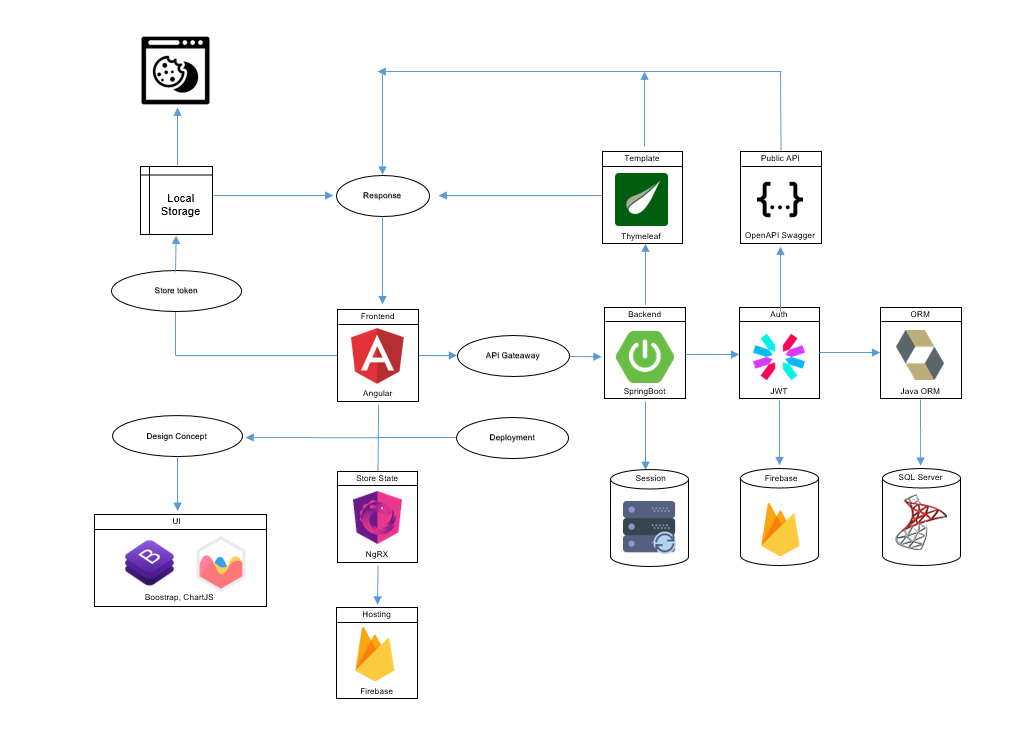 Template
Public API
Local
Storage
Response
{...}
Thymeleaf
OpenAPI Swagger
Store token
Frontend
Backend
Auth
ORM
API Gateaway
Angular
SpringBoot
JWT
Java ORM
Design Concept
Deployment
Store State
Session
Firebase
SQL Server
UI
B
NgRX
Boostrap, ChartJS
Hosting
Firebase